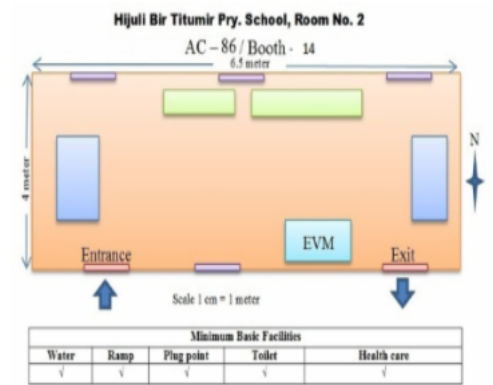 Hijuli Bir Titumir Pry. School, Room No. 2
AC – 86 / Booth - 14
6.5 meter
4 meter
N
EVM
Entrance
Exit
Scale 1 cm = 1 meter
Minimum Basic Facilities
Water Ramp Plug point Toilet Health care
√ √ √ √ √